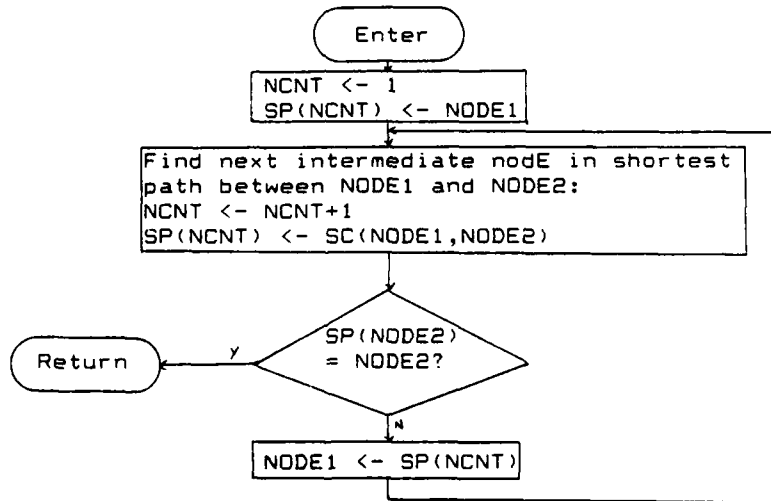 Enter
NCNT <- 1
SP(NCNT) <- NODE1
Find next intermediate nodE in shortest
path between NODE1 and NODE2:
NCNT <- NCNT+1
SP(NCNT) <- SC(NODE1,NODE2)
SP(NODE2)
= NODE2?
Y
Return
N
NODE1 <- SP(NCNT)